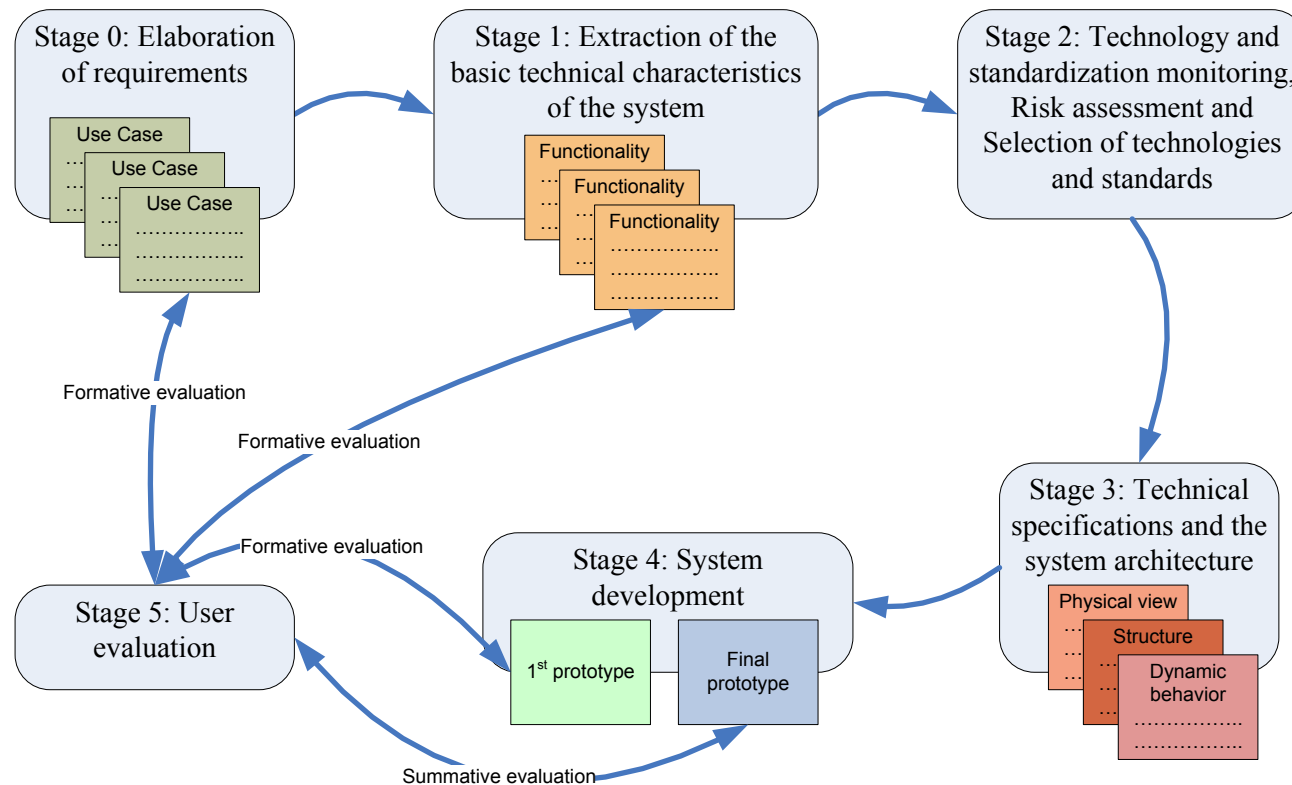 Stage 0: Elaboration
of requirements
Use Case
...
...
...
Use Case
...
...
...
Use Case
……………..
……………..
……………..
Stage 1: Extraction of the
basic technical characteristics
of the system
Functionality
...
...
...
Functionality
...
...
...
Functionality
……………..
……………..
……………..
Stage 2: Technology and
standardization monitoring,
Risk assessment and
Selection of technologies
and standards
Formative evaluation
Formative evaluation
Formative evaluation
Stage 3: Technical
specifications and the
system architecture
Physical view
...
...
...
Structure
...
...
...
Dynamic
behavior
……………..
……………..
Stage 4: System
development
1st prototype
Final
prototype
Stage 5: User
evaluation
Summative evaluation